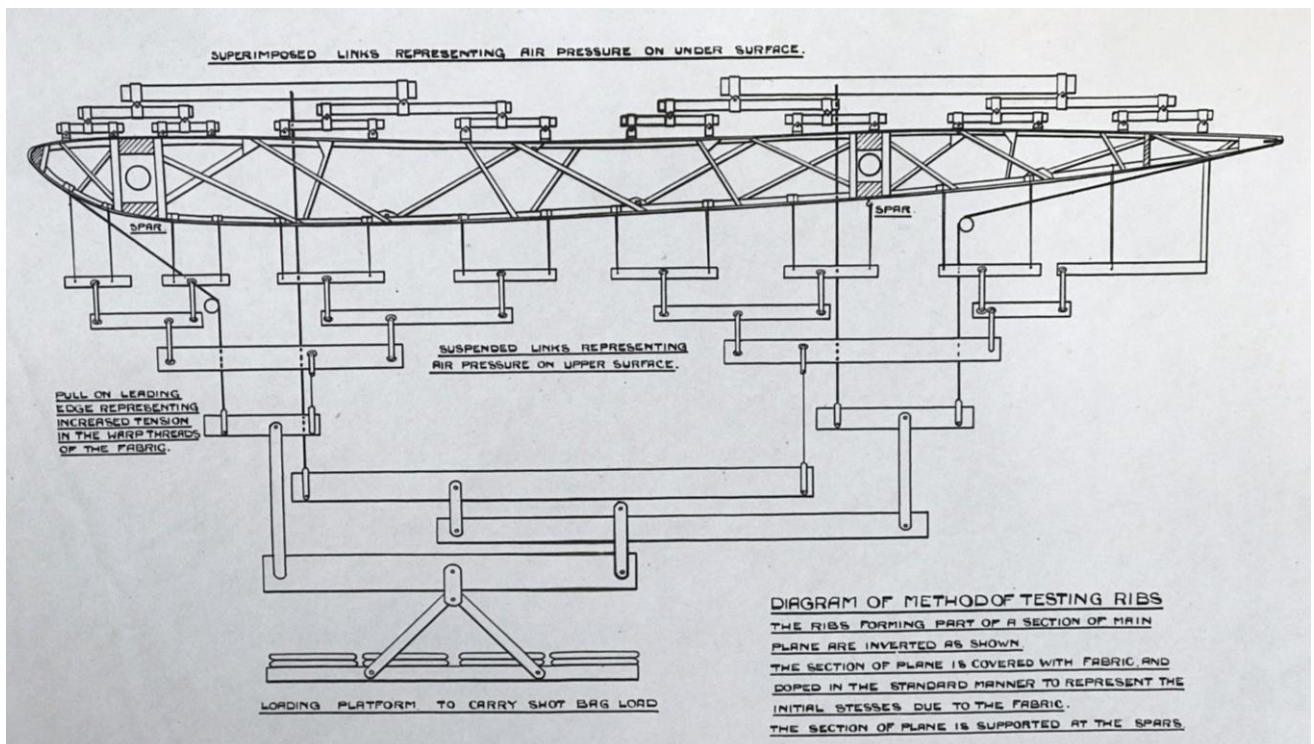 SUPERIMPOSED LINKS REPRESENTING AIR PRESSURE ON UNDER SURFACE.
SPAR.
SPAR.
SUSPENDED LINKS REPRESENTING
AIR PRESSURE ON UPPER SURFACE.
PULL ON LEADING
EDGE REPRESENTING
INCREASED TENSION
IN THE WARP THREADS
OF THE FABRIC.
LOADING PLATFORM TO CARRY SHOT BAG LOAD
DIAGRAM OF METHOD OF TESTING RIBS
THE RIBS FORMING PART OF A SECTION OF MAIN
PLANE ARE INVERTED AS SHOWN.
THE SECTION OF PLANE IS COVERED WITH FABRIC, AND
DOPED IN THE STANDARD MANNER TO REPRESENT THE
INITIAL STESSES DUE TO THE FABRIC.
THE SECTION OF PLANE IS SUPPORTED AT THE SPARS.